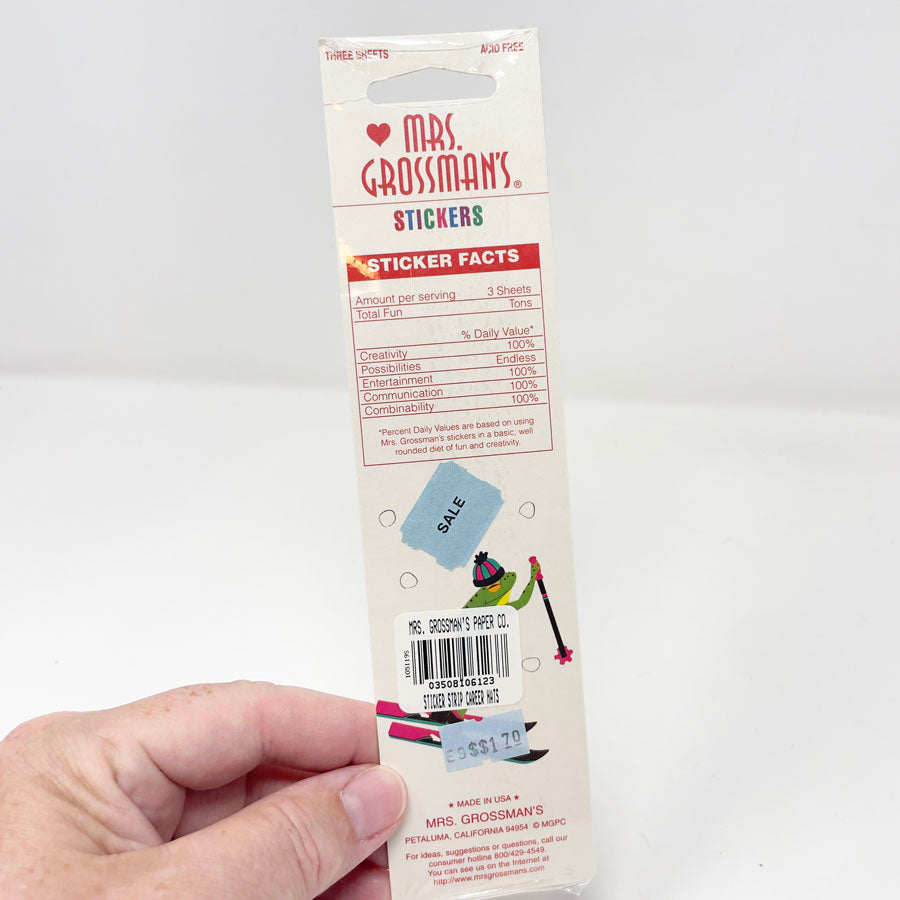 THREE SHEETS
ACID FREE
MRS.
GROSSMAN'S®
STICKERS
STICKER FACTS
Amount per serving 3 Sheets
Total Fun Tons
% Daily Value*
Creativity 100%
Possibilities Endless
Entertainment 100%
Communication 100%
Combinability 100%
*Percent Daily Values are based on using
Mrs. Grossman's stickers in a basic, well
rounded diet of fun and creativity.
SALE
MRS. GROSSMAN'S PAPER CO.
1051195
03508106123
STICKER STRIP CAREER HATS
E9$$1.70
★ MADE IN USA ★
MRS. GROSSMAN'S
PETALUMA, CALIFORNIA 94954 © MGPC
For ideas, suggestions or questions, call our
consumer hotline 800/429-4549.
You can see us on the Internet at
http://www.mrsgrossmans.com